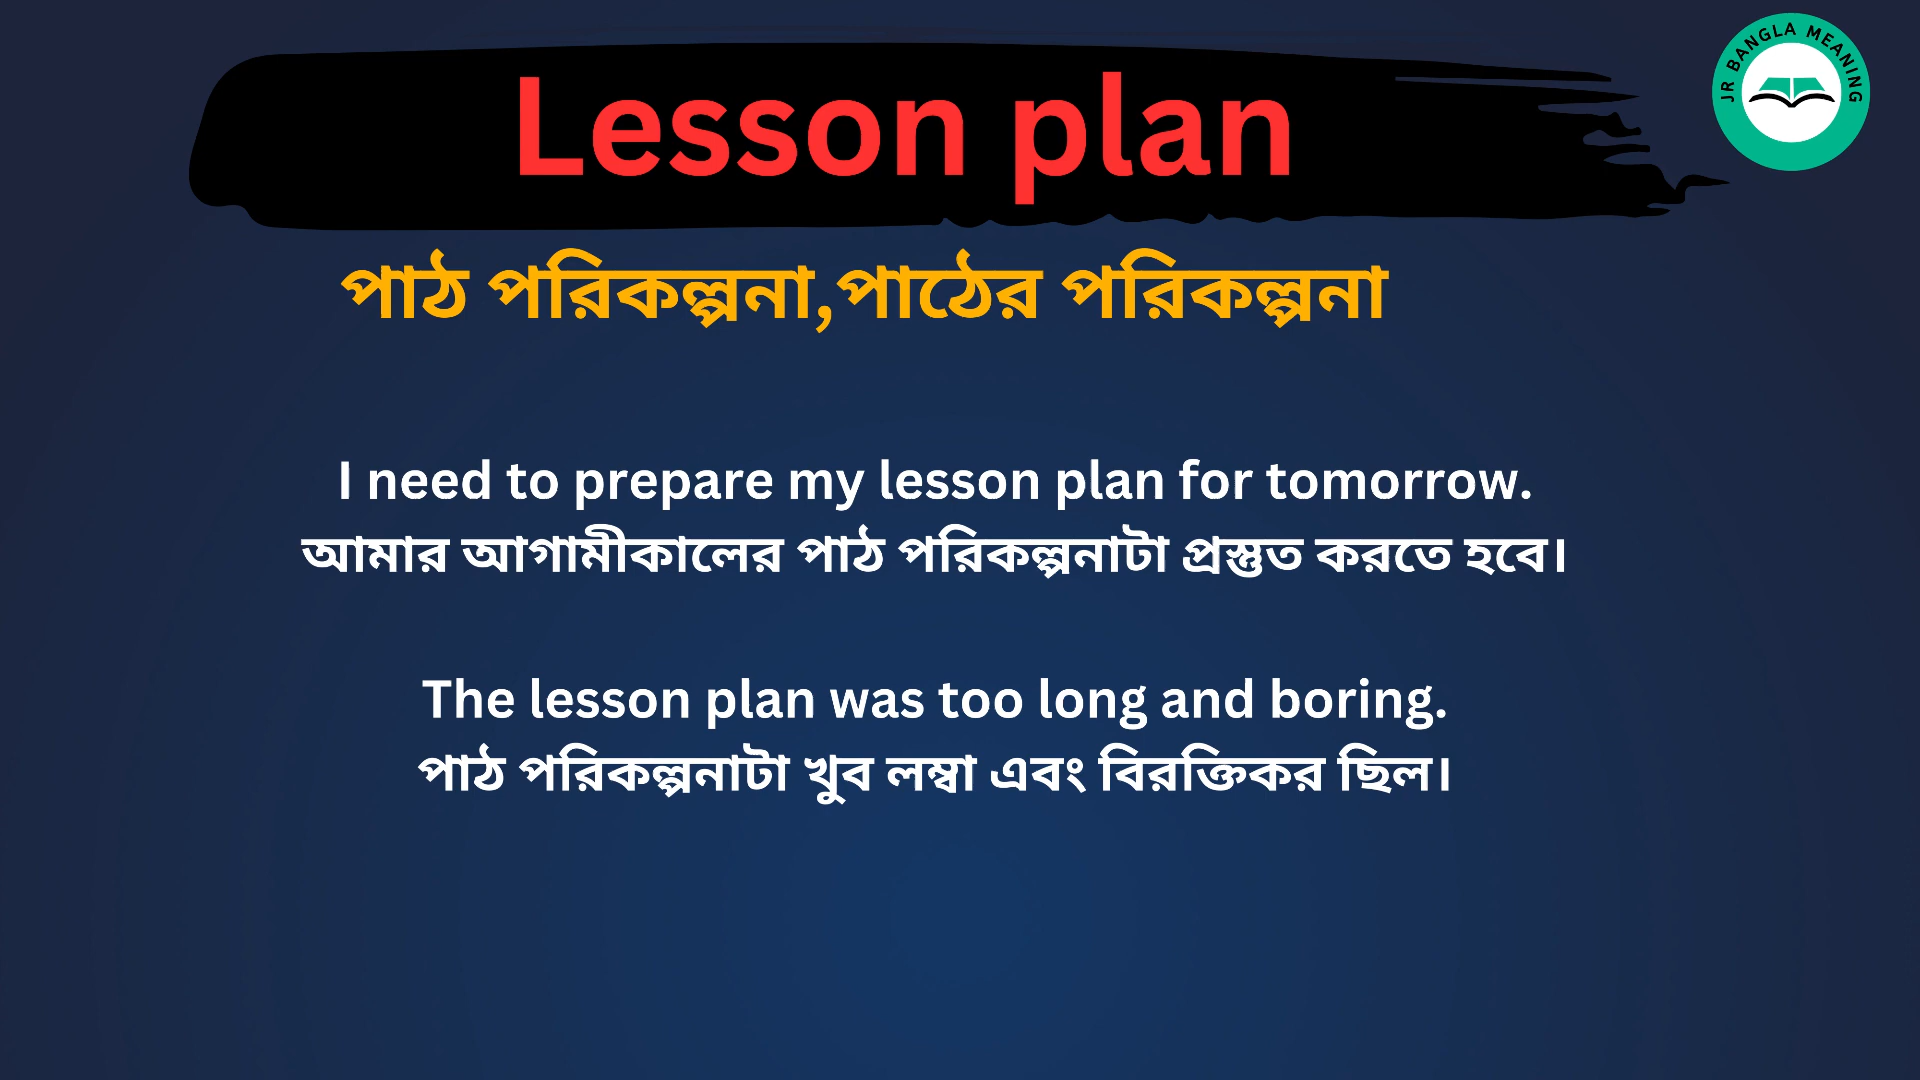 Lesson plan
JR BANGLA MEANING
পাঠ পরিকল্পনা,পাঠের পরিকল্পনা
I need to prepare my lesson plan for tomorrow.
আমার আগামীকালের পাঠ পরিকল্পনাটা প্রস্তুত করতে হবে।
The lesson plan was too long and boring.
পাঠ পরিকল্পনাটা খুব লম্বা এবং বিরক্তিকর ছিল।